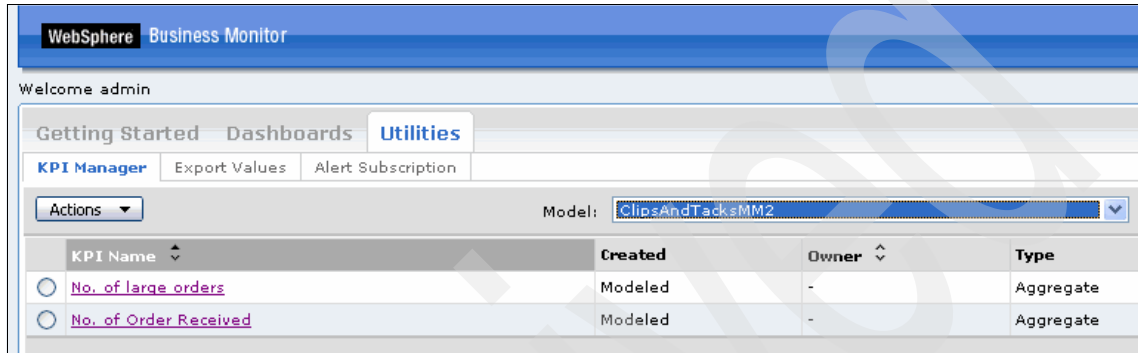 WebSphere Business Monitor
Welcome admin
Getting Started Dashboards Utilities
KPI Manager Export Values Alert Subscription
Actions Model: ClipsAndTacksMM2
KPI Name Created Owner Type
No. of large orders Modeled - Aggregate
No. of Order Received Modeled - Aggregate